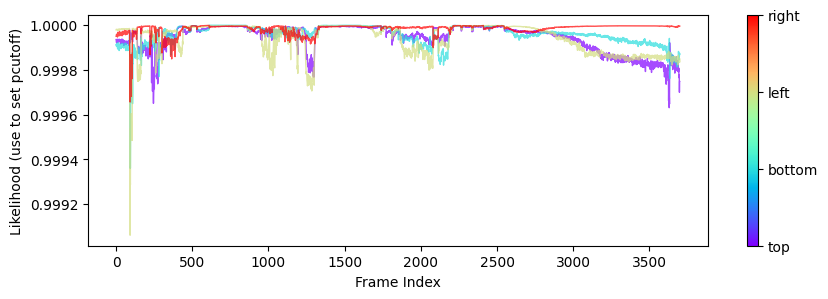 1.0000
0.9998
0.9996
0.9994
0.9992
Likelihood (use to set pcutoff)
0
500
1000
1500
2000
2500
3000
3500
Frame Index
right
left
bottom
top